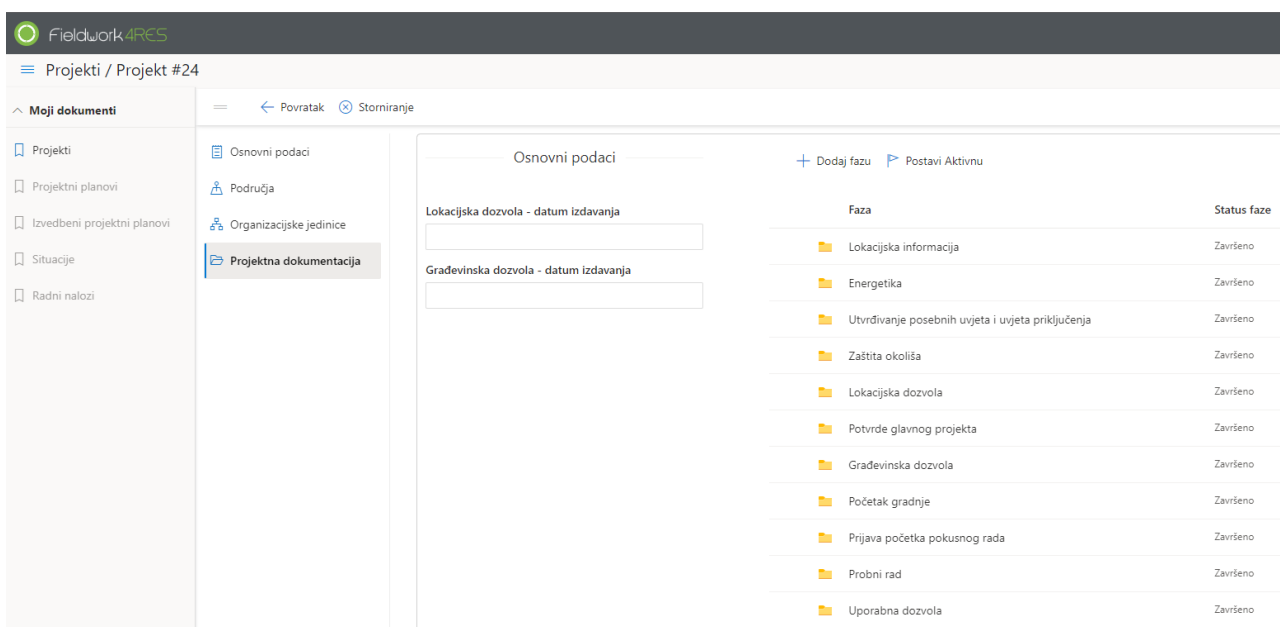 Fieldwork4RES
Projekti / Projekt #24
Moji dokumenti
Projekti
Projektni planovi
Izvedbeni projektni planovi
Situacije
Radni nalozi
Povratak Storniranje
Osnovni podaci
Područja
Organizacijske jedinice
Projektna dokumentacija
Osnovni podaci
Lokacijska dozvola - datum izdavanja
Građevinska dozvola - datum izdavanja
Dodaj fazu Postavi Aktivnu
Faza Status faze
Lokacijska informacija Završeno
Energetika Završeno
Utvrđivanje posebnih uvjeta i uvjeta priključenja Završeno
Zaštita okoliša Završeno
Lokacijska dozvola Završeno
Potvrde glavnog projekta Završeno
Građevinska dozvola Završeno
Početak gradnje Završeno
Prijava početka pokusnog rada Završeno
Probni rad Završeno
Uporabna dozvola Završeno